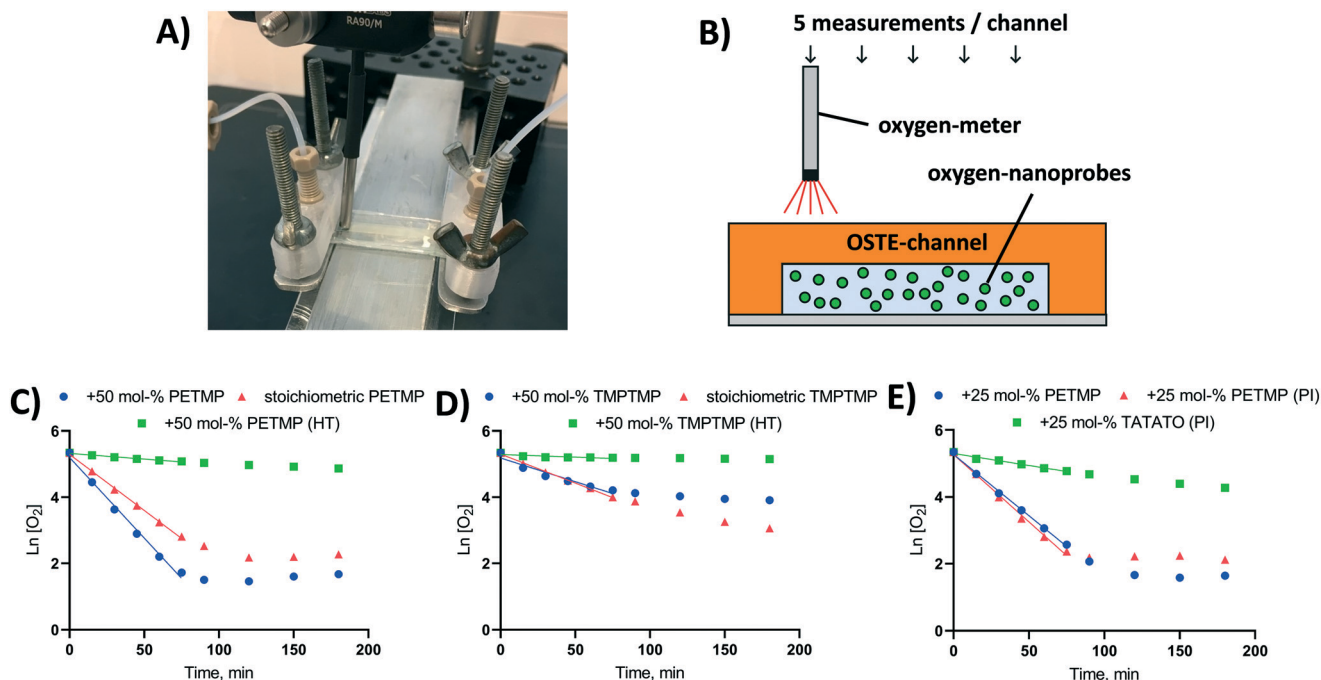 A)
RA90/M
B)
5 measurements / channel
oxygen-meter
oxygen-nanoprobes
OSTE-channel
C)
+50 mol-% PETMP
stoichiometric PETMP
+50 mol-% PETMP (HT)
6
4
2
0
Ln [O2]
0 50 100 150 200
Time, min
D)
+50 mol-% TMPTMP
stoichiometric TMPTMP
+50 mol-% TMPTMP (HT)
6
4
2
0
Ln [O2]
0 50 100 150 200
Time, min
E)
+25 mol-% PETMP
+25 mol-% PETMP (PI)
+25 mol-% TATATO (PI)
6
4
2
0
Ln [O2]
0 50 100 150 200
Time, min